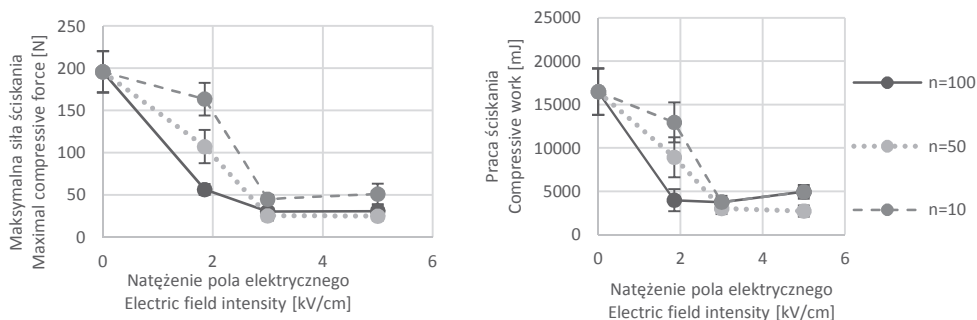 Maksymalna siła ściskania
Maximal compressive force [N]
250
200
150
100
50
0
0
2
4
6
Natężenie pola elektrycznego
Electric field intensity [kV/cm]
Praca ściskania
Compressive work [mJ]
25000
20000
15000
10000
5000
0
0
2
4
6
Natężenie pola elektrycznego
Electric field intensity [kV/cm]
n=100
n=50
n=10